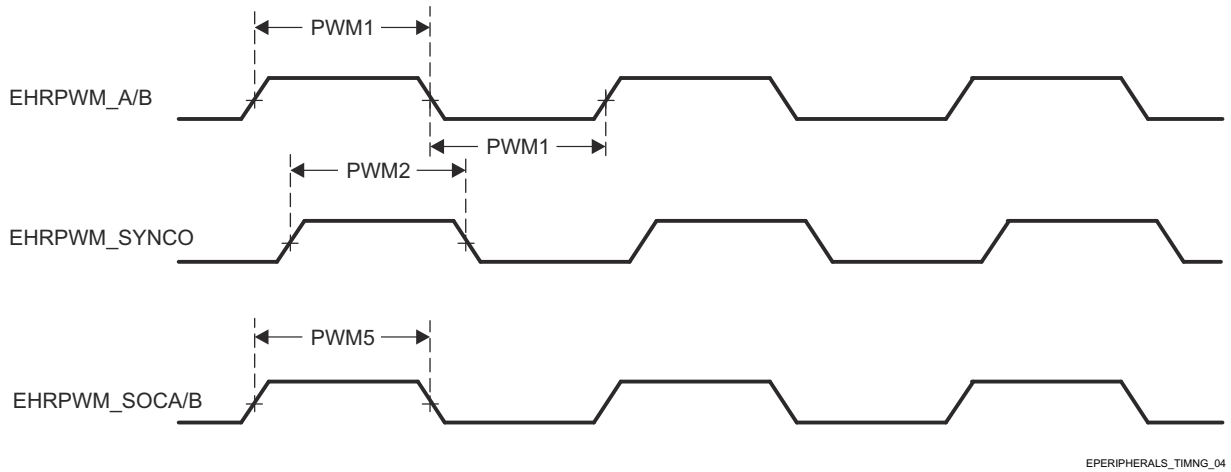 PWM1
EHRPWM_A/B
PWM1
PWM2
EHRPWM_SYNCO
PWM5
EHRPWM_SOCA/B
EPERIPHERALS_TIMNG_04